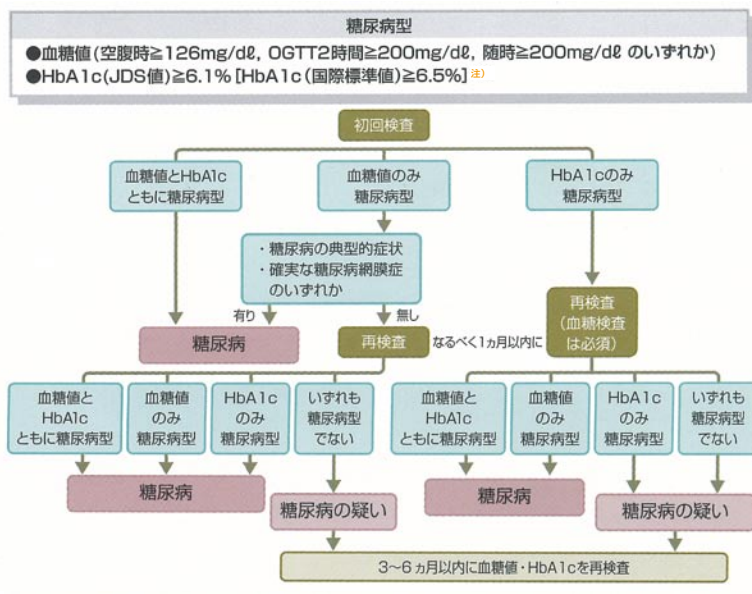 糖尿病型
●血糖値(空腹時≧126mg/dℓ, OGTT2時間≧200mg/dℓ, 随時≧200mg/dℓ のいずれか)
●HbA1c(JDS値)≧6.1% [HbA1c(国際標準値)≧6.5%] 注)
初回検査
血糖値とHbA1c
ともに糖尿病型
血糖値のみ
糖尿病型
HbA1cのみ
糖尿病型
・糖尿病の典型的症状
・確実な糖尿病網膜症
のいずれか
有り
無し
糖尿病
再検査
なるべく1ヵ月以内に
再検査
(血糖検査
は必須)
血糖値と
HbA1c
ともに糖尿病型
血糖値
のみ
糖尿病型
HbA1c
のみ
糖尿病型
いずれも
糖尿病型
でない
血糖値と
HbA1c
ともに糖尿病型
血糖値
のみ
糖尿病型
HbA1c
のみ
糖尿病型
いずれも
糖尿病型
でない
糖尿病
糖尿病の疑い
糖尿病
糖尿病の疑い
3〜6ヵ月以内に血糖値・HbA1cを再検査